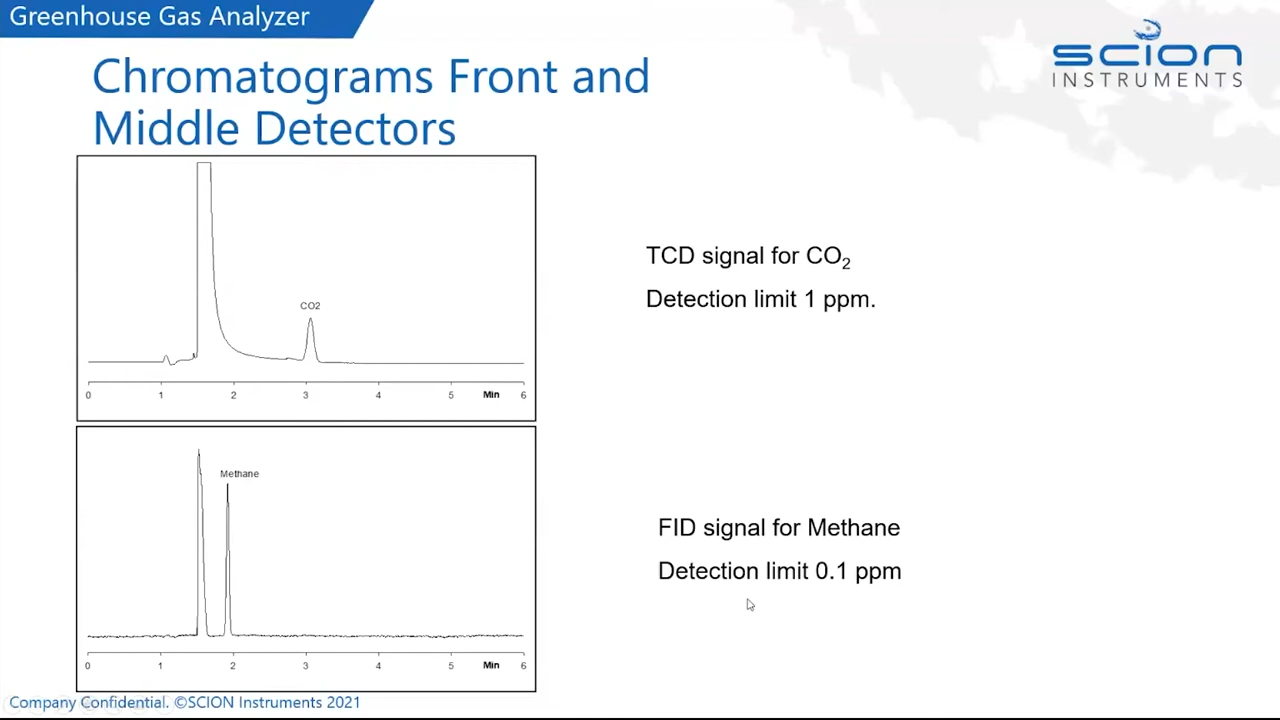 Greenhouse Gas Analyzer
SCION
INSTRUMENTS
Chromatograms Front and
Middle Detectors
CO2
0 1 2 3 4 5 Min 6
TCD signal for CO₂
Detection limit 1 ppm.
Methane
0 1 2 3 4 5 Min 6
FID signal for Methane
Detection limit 0.1 ppm
Company Confidential. ©SCION Instruments 2021